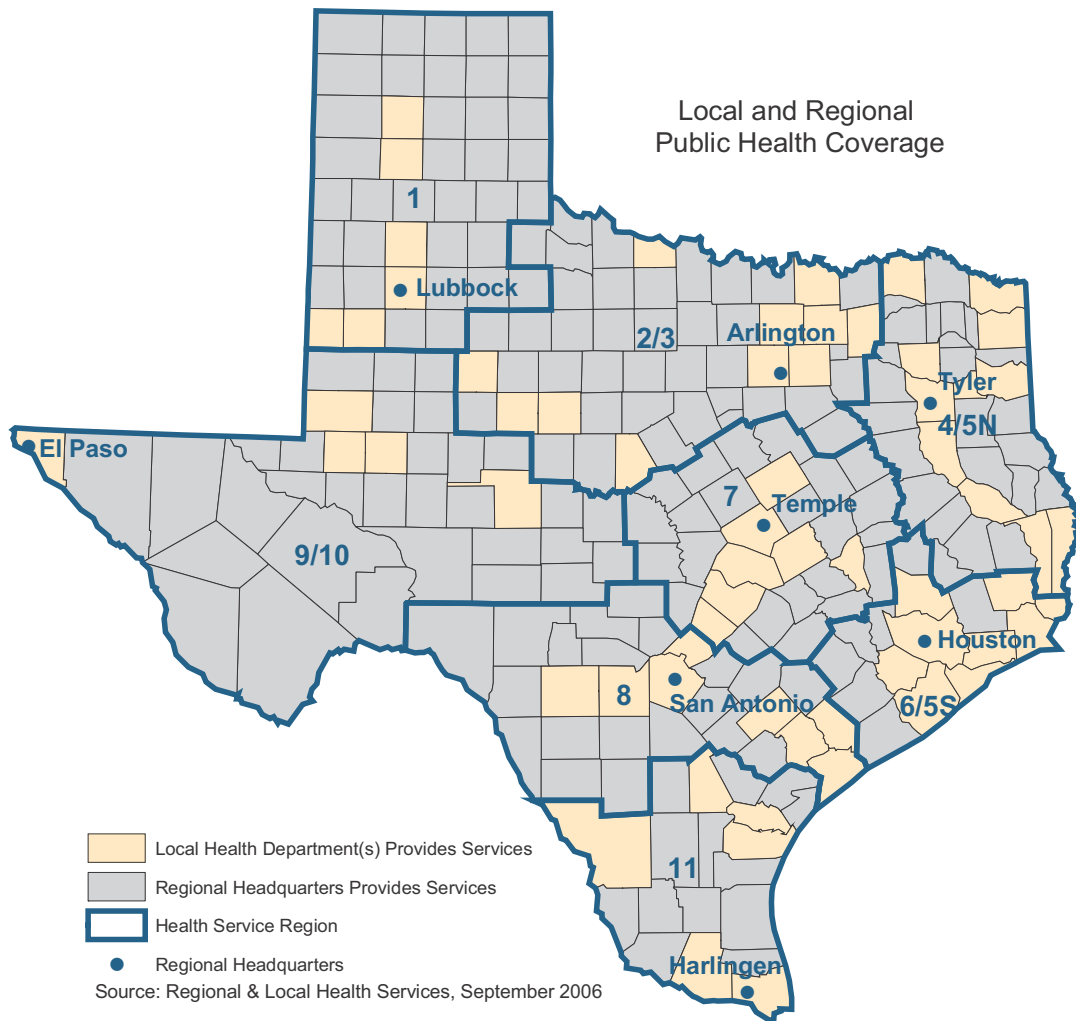 Local and Regional
Public Health Coverage
1
Lubbock
2/3
Arlington
Tyler
4/5N
El Paso
7
Temple
9/10
Houston
8
San Antonio
6/5S
11
Harlingen
Local Health Department(s) Provides Services
Regional Headquarters Provides Services
Health Service Region
Regional Headquarters
Source: Regional & Local Health Services, September 2006